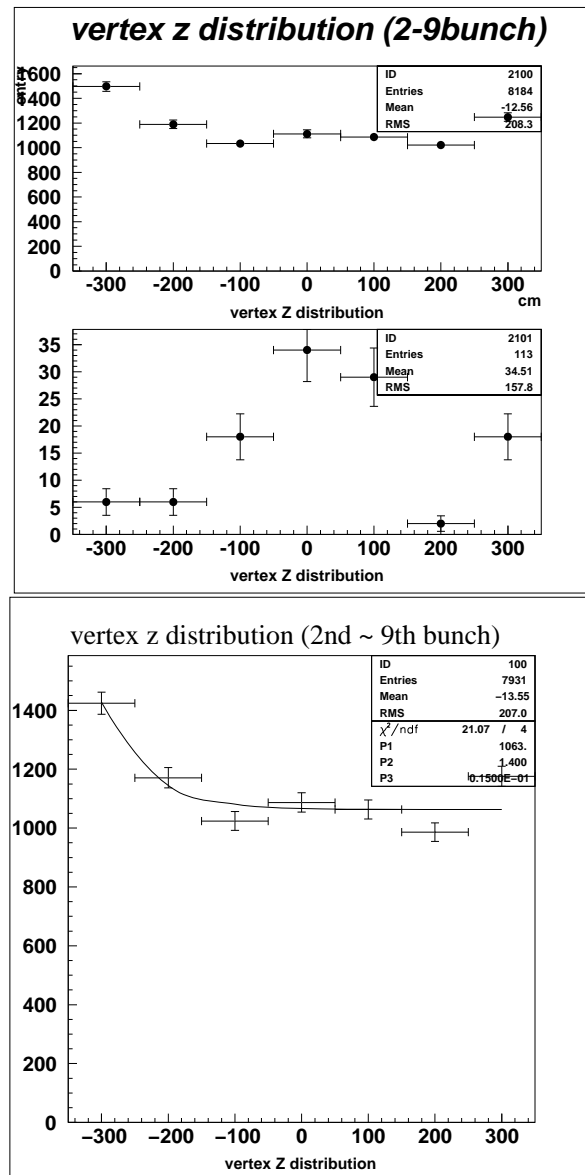 vertex z distribution (2-9bunch)
entry
1600
1400
1200
1000
800
600
400
200
0
ID 2100
Entries 8184
Mean -12.56
RMS 208.3
-300 -200 -100 0 100 200 300
cm
vertex Z distribution
35
30
25
20
15
10
5
0
ID 2101
Entries 113
Mean 34.51
RMS 157.8
-300 -200 -100 0 100 200 300
vertex Z distribution
vertex z distribution (2nd ~ 9th bunch)
1400
1200
1000
800
600
400
200
0
ID 100
Entries 7931
Mean −13.55
RMS 207.0
χ²/ndf 21.07 / 4
P1 1063.
P2 1.400
P3 0.1500E−01
−300 −200 −100 0 100 200 300
vertex Z distribution